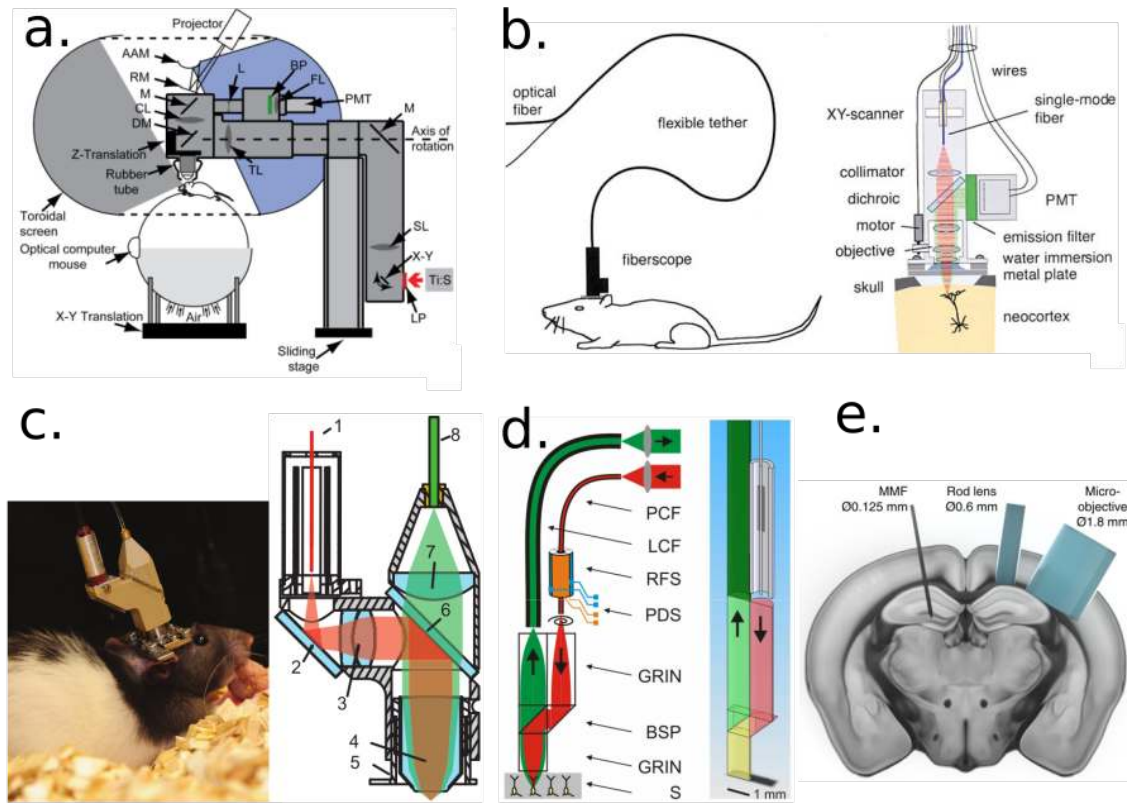 a.
Projector
AAM
RM
M
CL
DM
Z-Translation
Rubber
tube
Toroidal
screen
Optical computer
mouse
X-Y Translation
Air
L
BP
FL
PMT
M
Axis of
rotation
TL
SL
X-Y
Ti:S
LP
Sliding
stage
b.
optical
fiber
flexible tether
fiberscope
wires
XY-scanner
single-mode
fiber
collimator
dichroic
PMT
motor
emission filter
objective
water immersion
metal plate
skull
neocortex
c.
1
8
7
6
2
3
4
5
d.
PCF
LCF
RFS
PDS
GRIN
BSP
GRIN
S
1 mm
e.
MMF
Ø0.125 mm
Rod lens
Ø0.6 mm
Micro-
objective
Ø1.8 mm